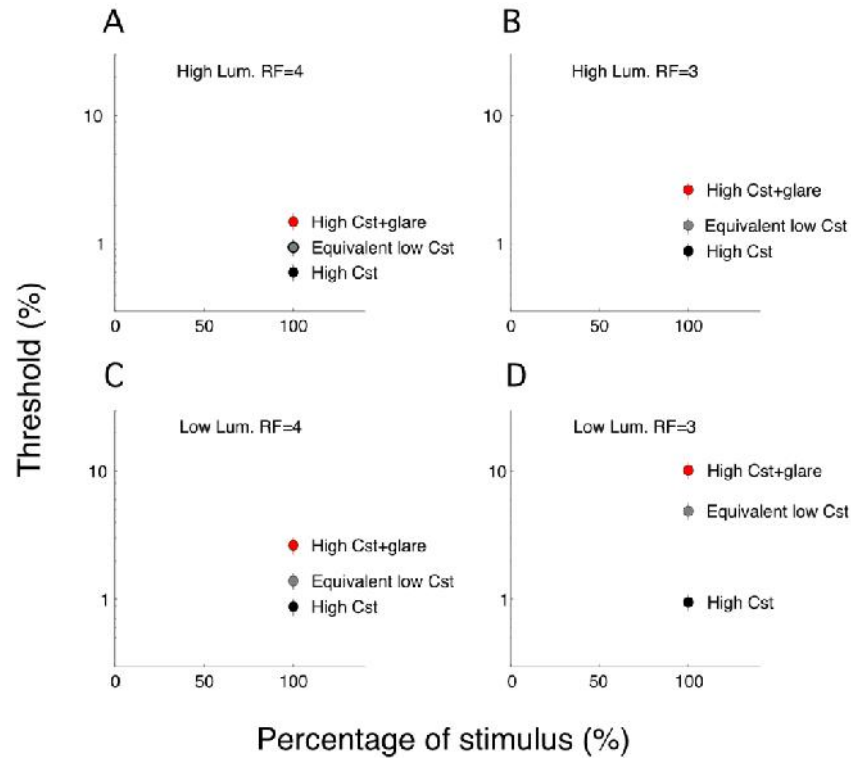 A
High Lum. RF=4
10
1
High Cst+glare
Equivalent low Cst
High Cst
0
50
100
B
High Lum. RF=3
10
1
High Cst+glare
Equivalent low Cst
High Cst
0
50
100
C
Low Lum. RF=4
10
1
High Cst+glare
Equivalent low Cst
High Cst
0
50
100
D
Low Lum. RF=3
10
1
High Cst+glare
Equivalent low Cst
High Cst
0
50
100
Threshold (%)
Percentage of stimulus (%)